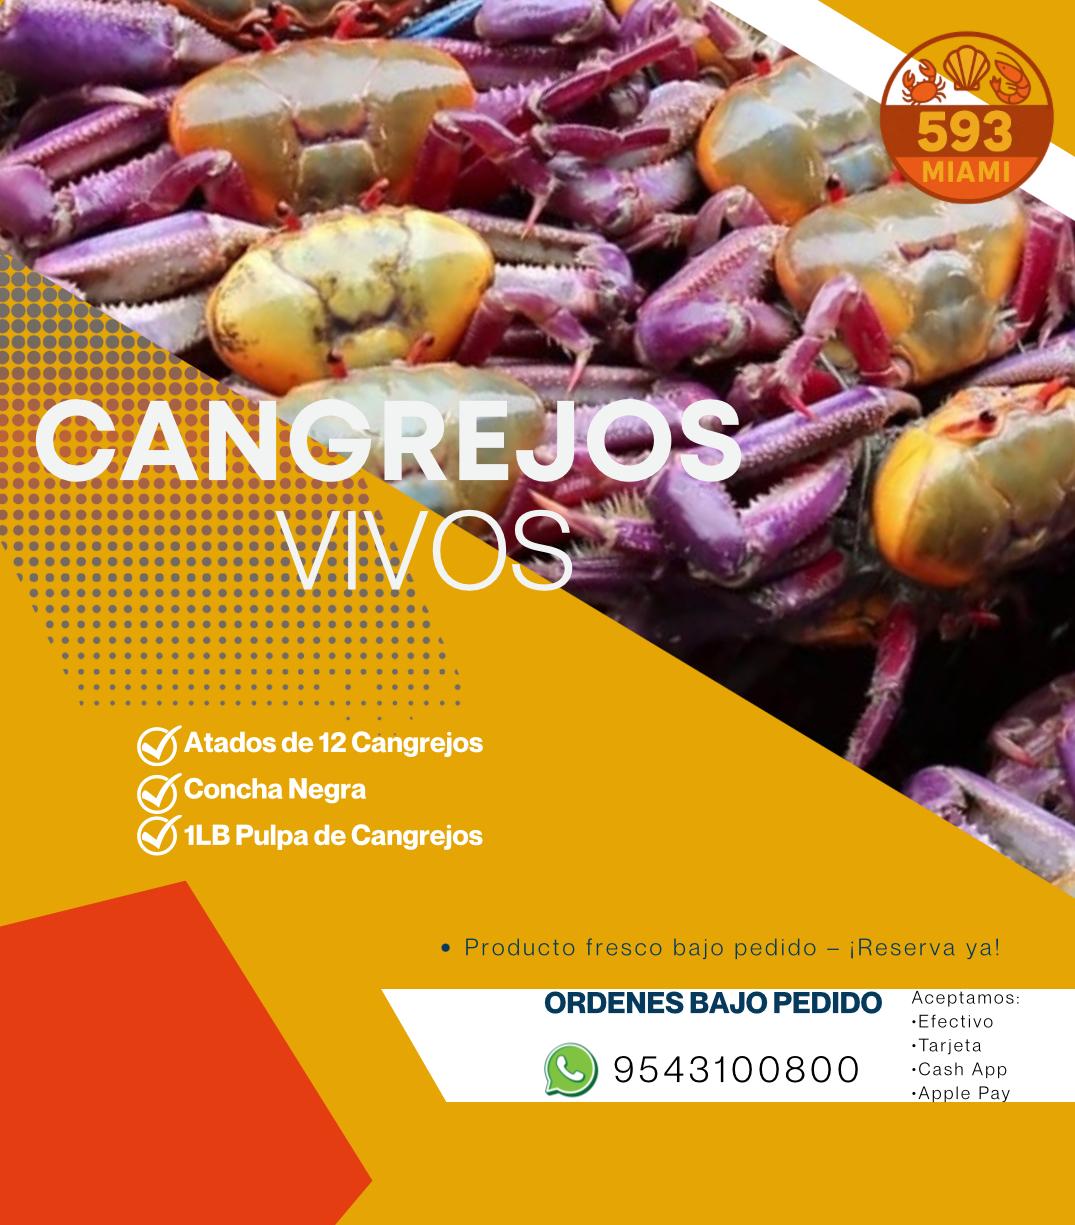 593
MIAMI
CANGREJOS
VIVOS
Atados de 12 Cangrejos
Concha Negra
1LB Pulpa de Cangrejos
• Producto fresco bajo pedido – ¡Reserva ya!
ORDENES BAJO PEDIDO
9543100800
Aceptamos:
•Efectivo
•Tarjeta
•Cash App
•Apple Pay